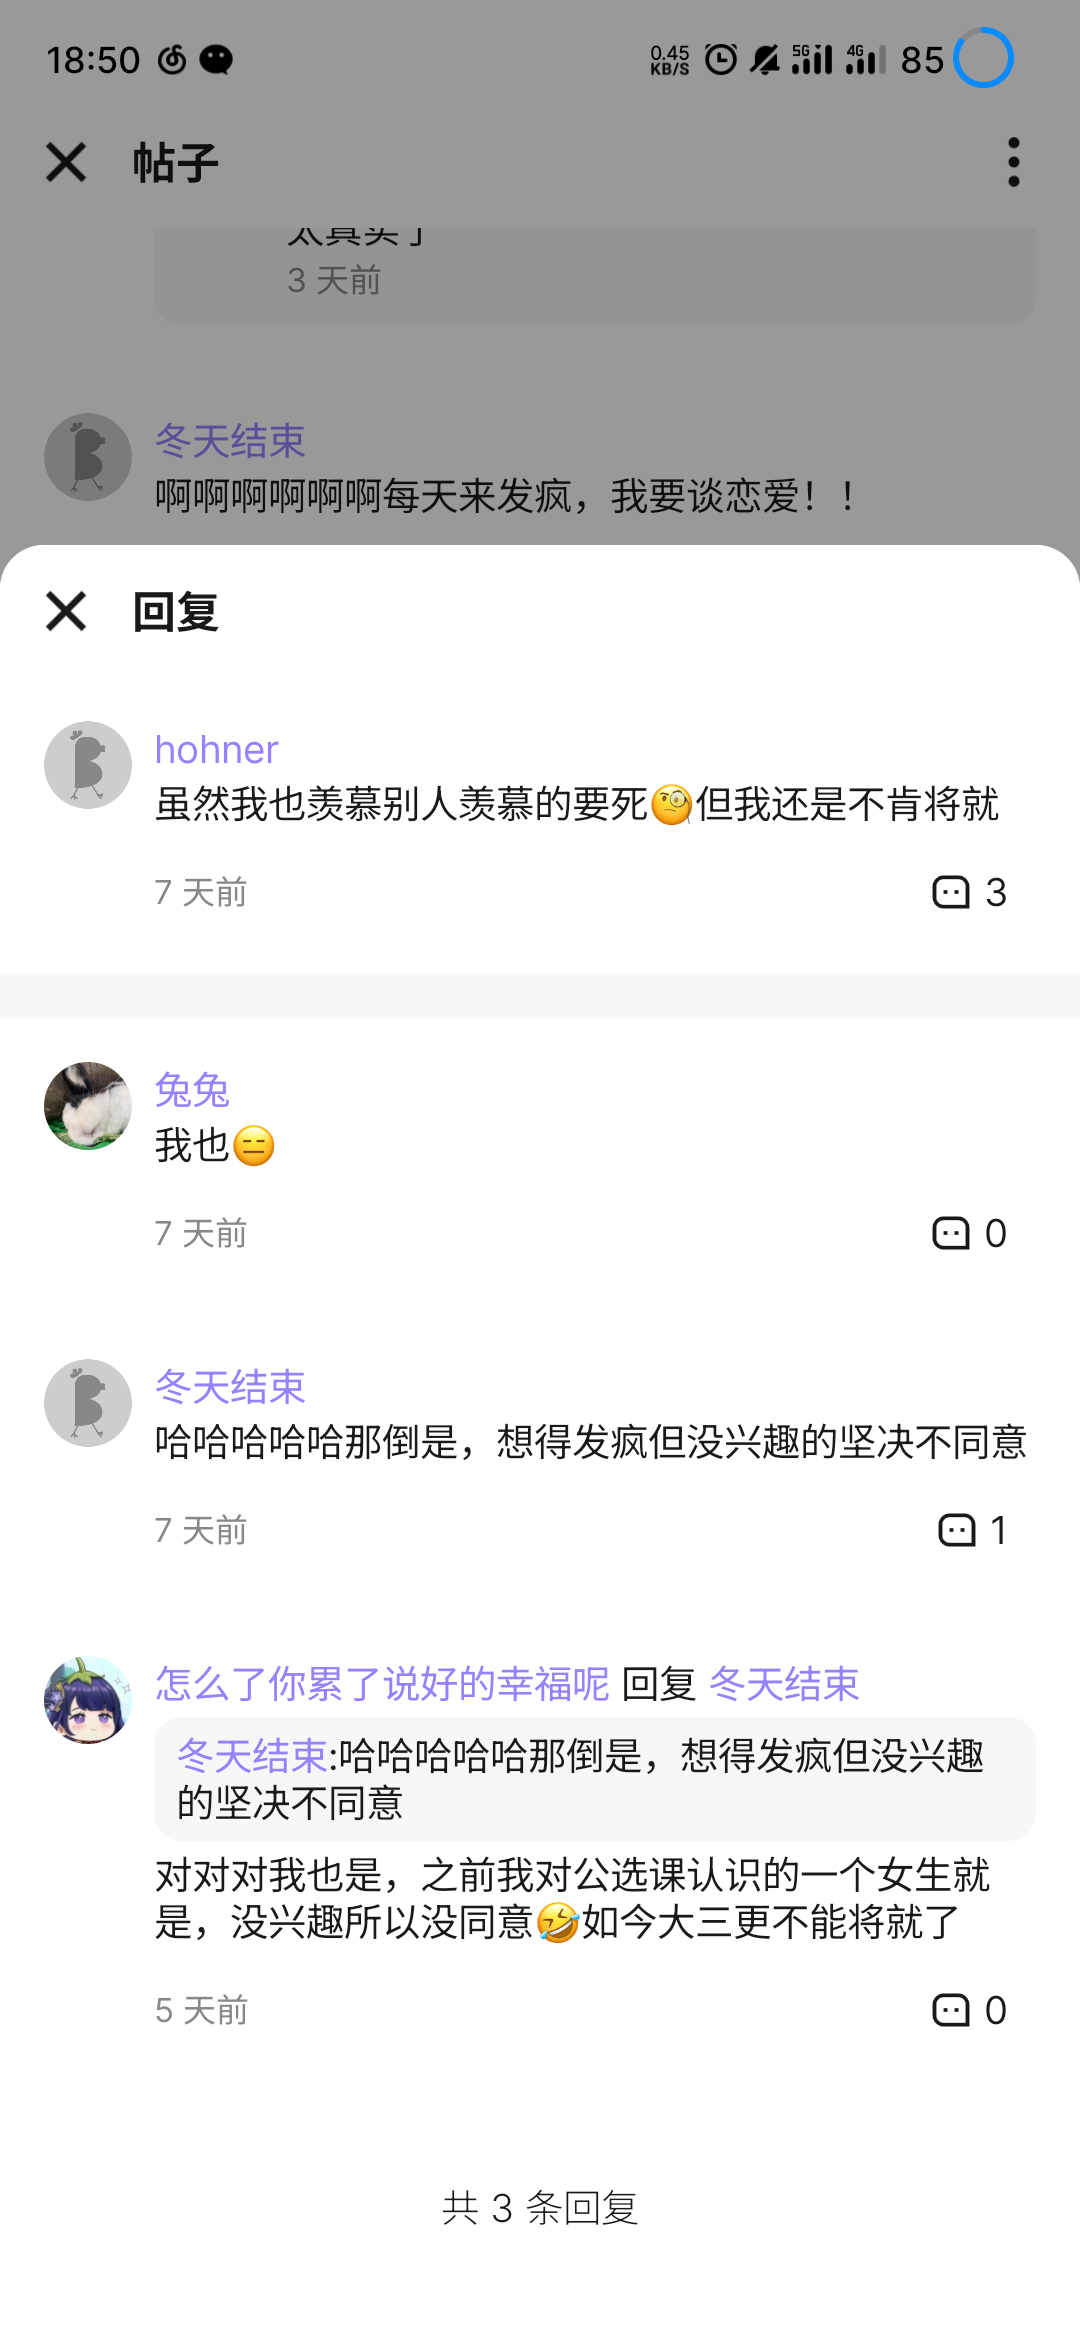 18:50
0.45
KB/S
5G
4G
85
帖子
太真实了
3 天前
冬天结束
啊啊啊啊啊啊每天来发疯，我要谈恋爱！！
回复
hohner
虽然我也羡慕别人羡慕的要死🧐但我还是不肯将就
7 天前
3
兔兔
我也😑
7 天前
0
冬天结束
哈哈哈哈哈那倒是，想得发疯但没兴趣的坚决不同意
7 天前
1
怎么了你累了说好的幸福呢 回复 冬天结束
冬天结束:哈哈哈哈哈那倒是，想得发疯但没兴趣
的坚决不同意
对对对我也是，之前我对公选课认识的一个女生就
是，没兴趣所以没同意🤣如今大三更不能将就了
5 天前
0
共 3 条回复